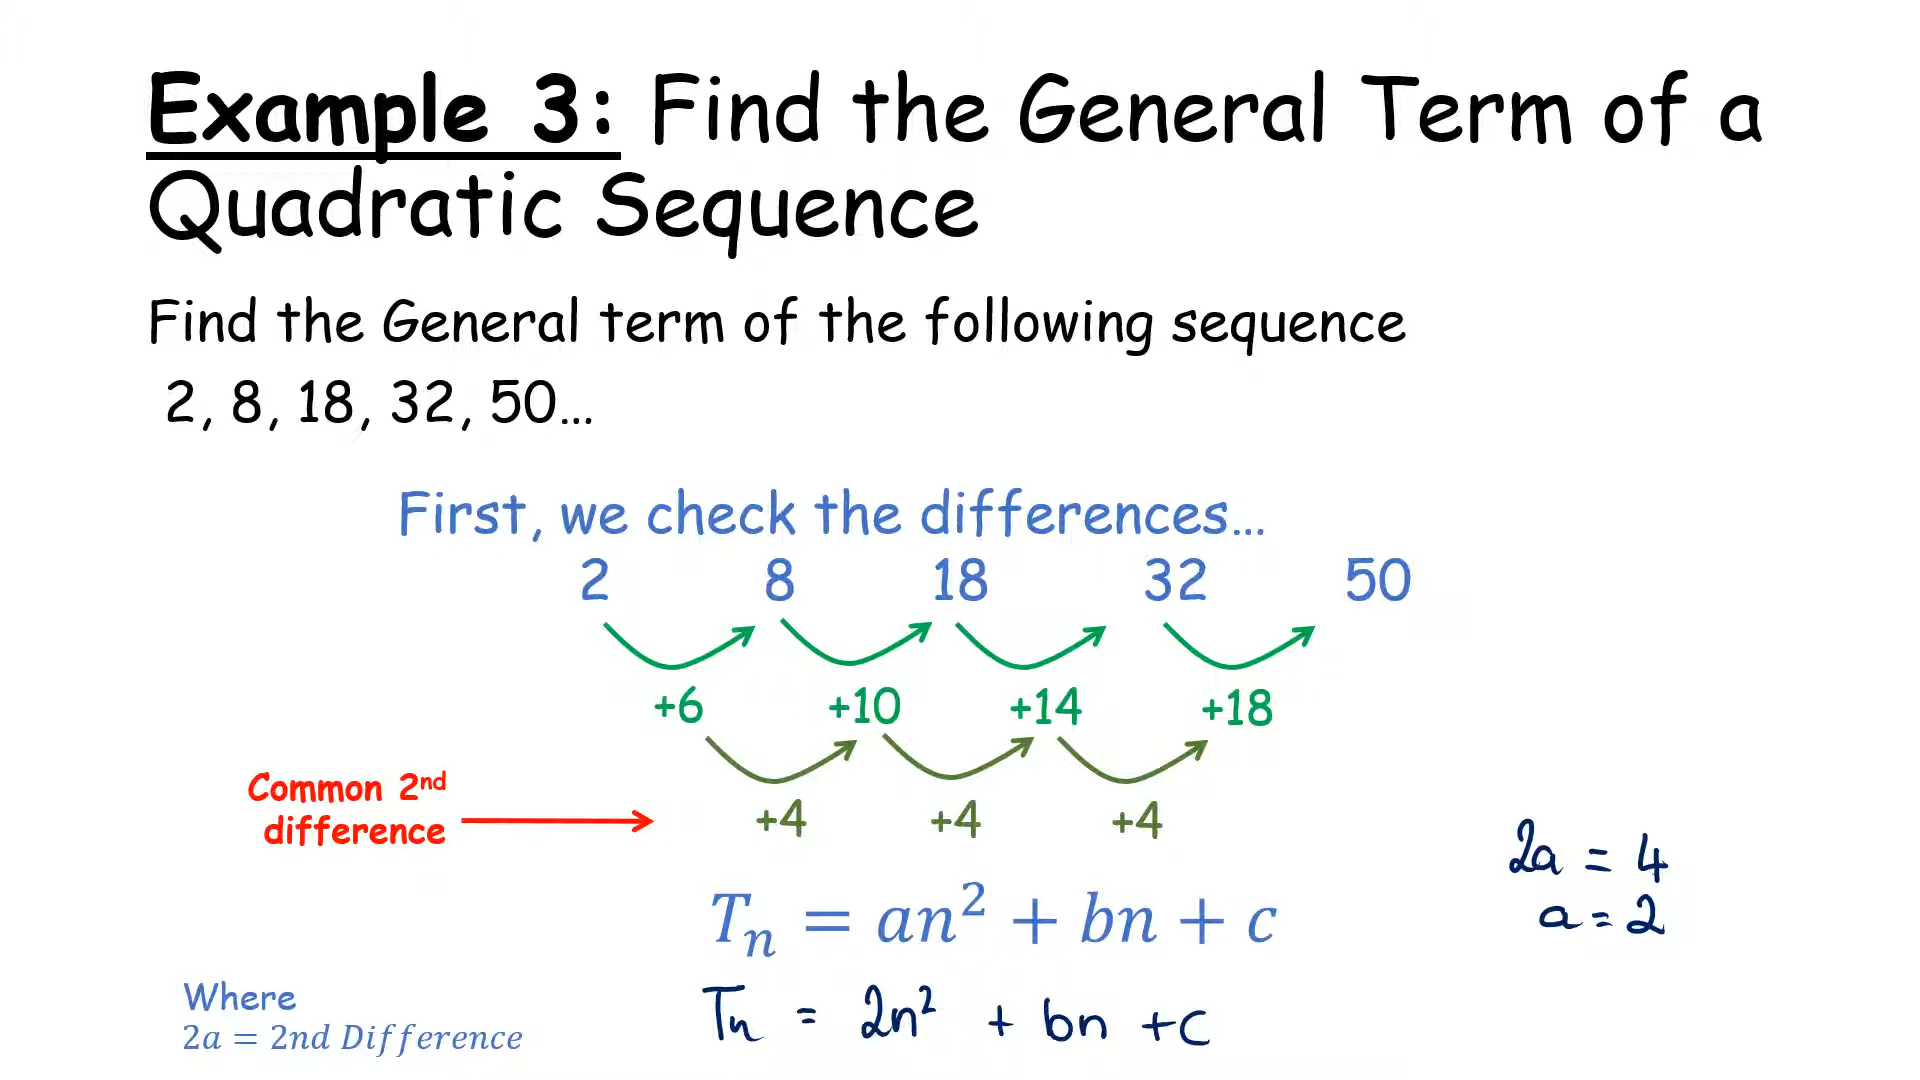 Example 3: Find the General Term of a
Quadratic Sequence
Find the General term of the following sequence
2, 8, 18, 32, 50...
First, we check the differences...
2 8 18 32 50
+6 +10 +14 +18
Common 2nd
difference
+4 +4 +4
2a = 4
a = 2
Tₙ = an² + bn + c
Where
2a = 2nd Difference
Tn = 2n² + bn + c